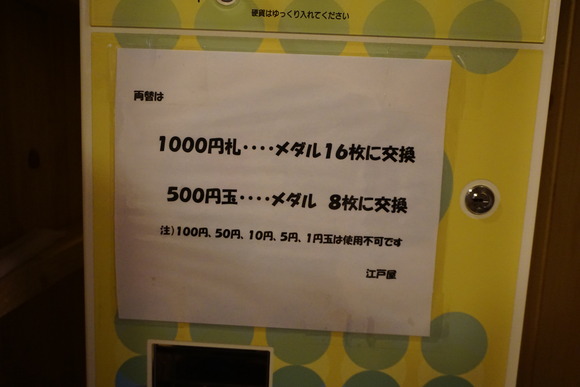 硬貨はゆっくり入れてください
両替は
1000円札‥‥メダル16枚に交換
500円玉‥‥メダル 8枚に交換
注)100円、50円、10円、5円、1円玉は使用不可です
江戸屋